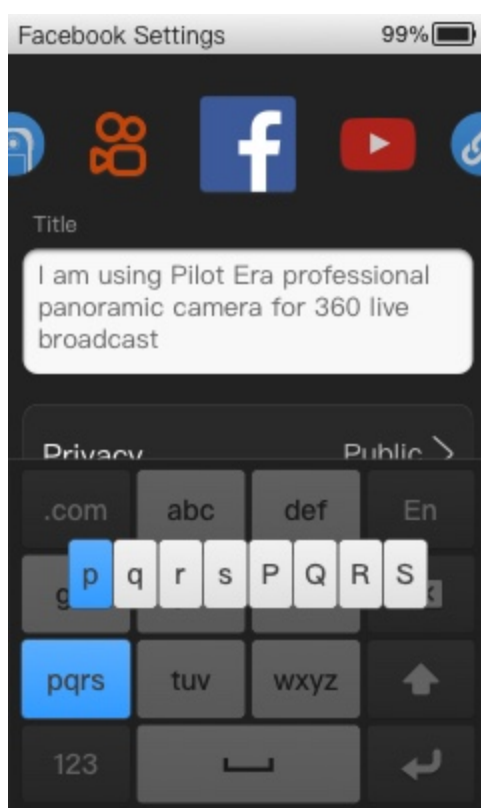 Facebook Settings 99%
Title
I am using Pilot Era professional
panoramic camera for 360 live
broadcast
Privacy Public
.com abc def En
p q r s P Q R S
pqrs tuv wxyz
123